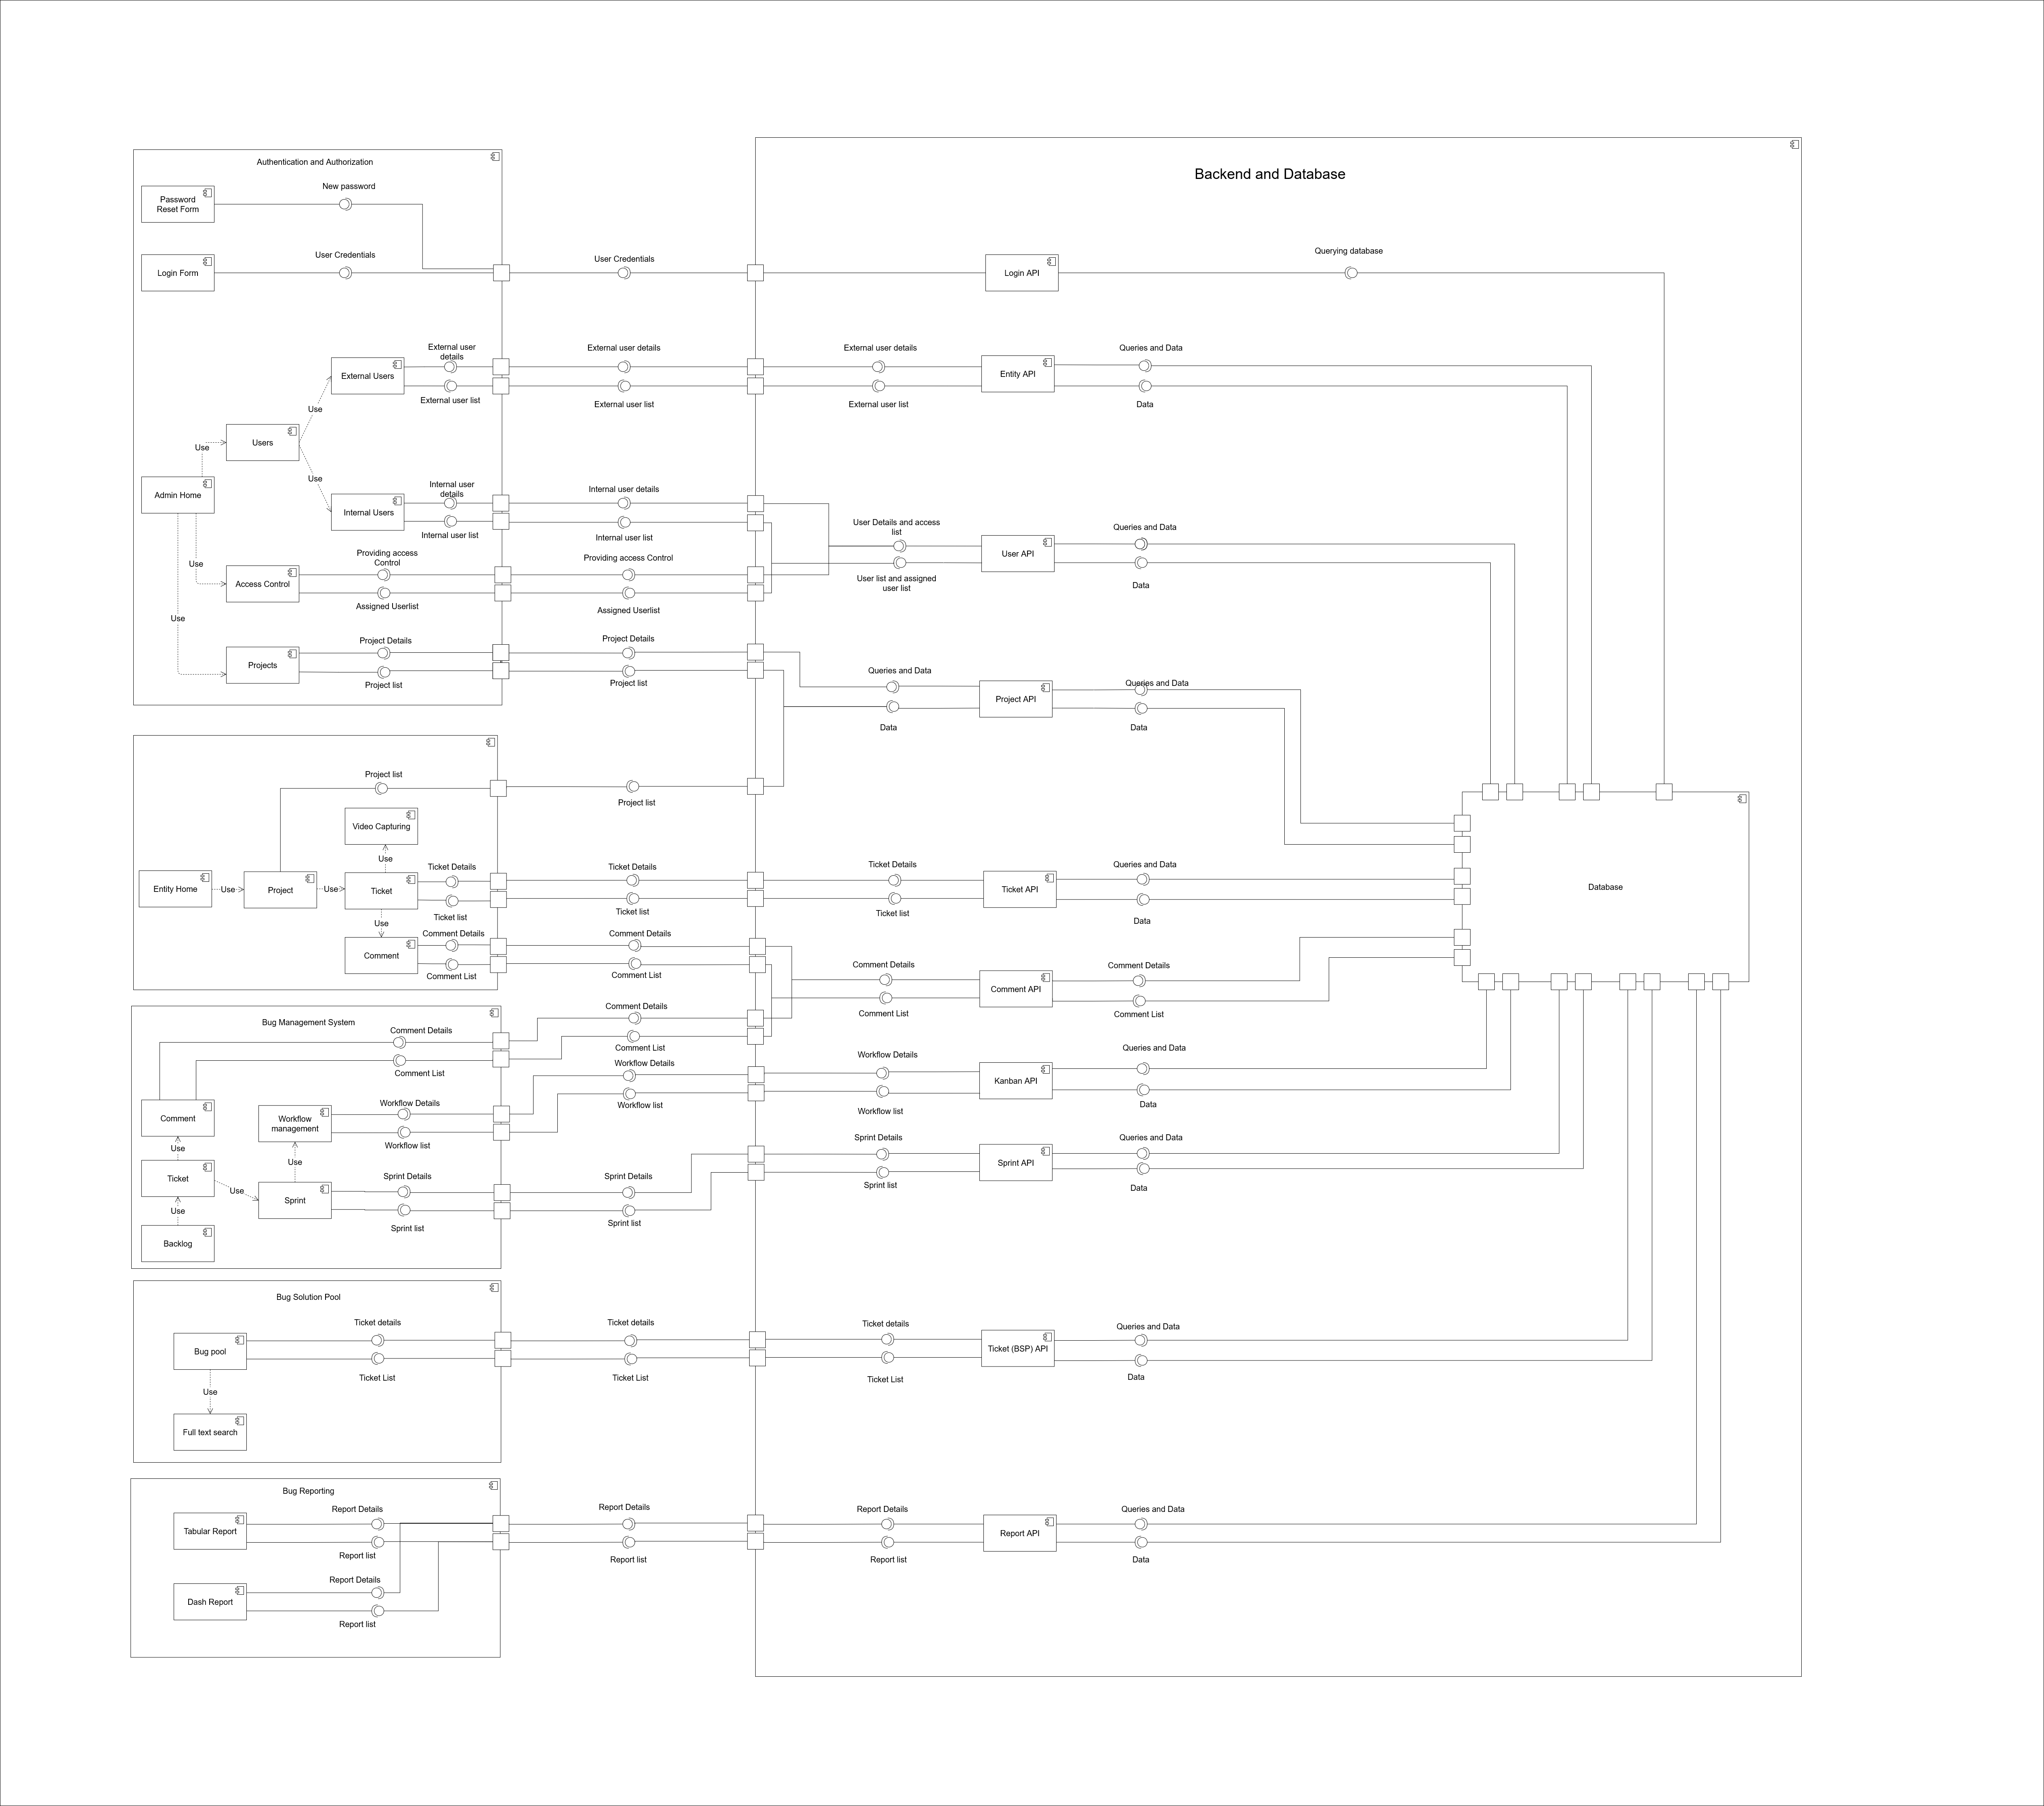 Backend and Database
Authentication and Authorization
New password
Password
Reset Form
User Credentials
Login Form
User Credentials
Login API
Querying database
External user
details
External Users
External user list
External user details
External user list
External user details
External user list
Entity API
Queries and Data
Data
Use
Users
Use
Use
Admin Home
Internal user
details
Internal Users
Internal user list
Internal user details
Internal user list
User Details and access
list
User list and assigned
user list
User API
Queries and Data
Data
Use
Providing access
Control
Access Control
Assigned Userlist
Providing access Control
Assigned Userlist
Use
Project Details
Projects
Project list
Project Details
Project list
Queries and Data
Data
Project API
Queries and Data
Data
Project list
Project list
Video Capturing
Use
Entity Home
Use
Project
Use
Ticket
Ticket Details
Ticket list
Ticket Details
Ticket list
Ticket Details
Ticket list
Ticket API
Queries and Data
Data
Database
Use
Comment
Comment Details
Comment List
Comment Details
Comment List
Comment Details
Comment List
Comment API
Comment Details
Comment List
Bug Management System
Comment Details
Comment List
Comment Details
Comment List
Comment
Workflow
management
Workflow Details
Workflow list
Workflow Details
Workflow list
Workflow Details
Workflow list
Kanban API
Queries and Data
Data
Use
Use
Ticket
Use
Sprint
Sprint Details
Sprint list
Sprint Details
Sprint list
Sprint Details
Sprint list
Sprint API
Queries and Data
Data
Use
Backlog
Bug Solution Pool
Ticket details
Bug pool
Ticket List
Ticket details
Ticket List
Ticket details
Ticket List
Ticket (BSP) API
Queries and Data
Data
Use
Full text search
Bug Reporting
Report Details
Tabular Report
Report list
Report Details
Report list
Report Details
Report list
Report API
Queries and Data
Data
Report Details
Dash Report
Report list